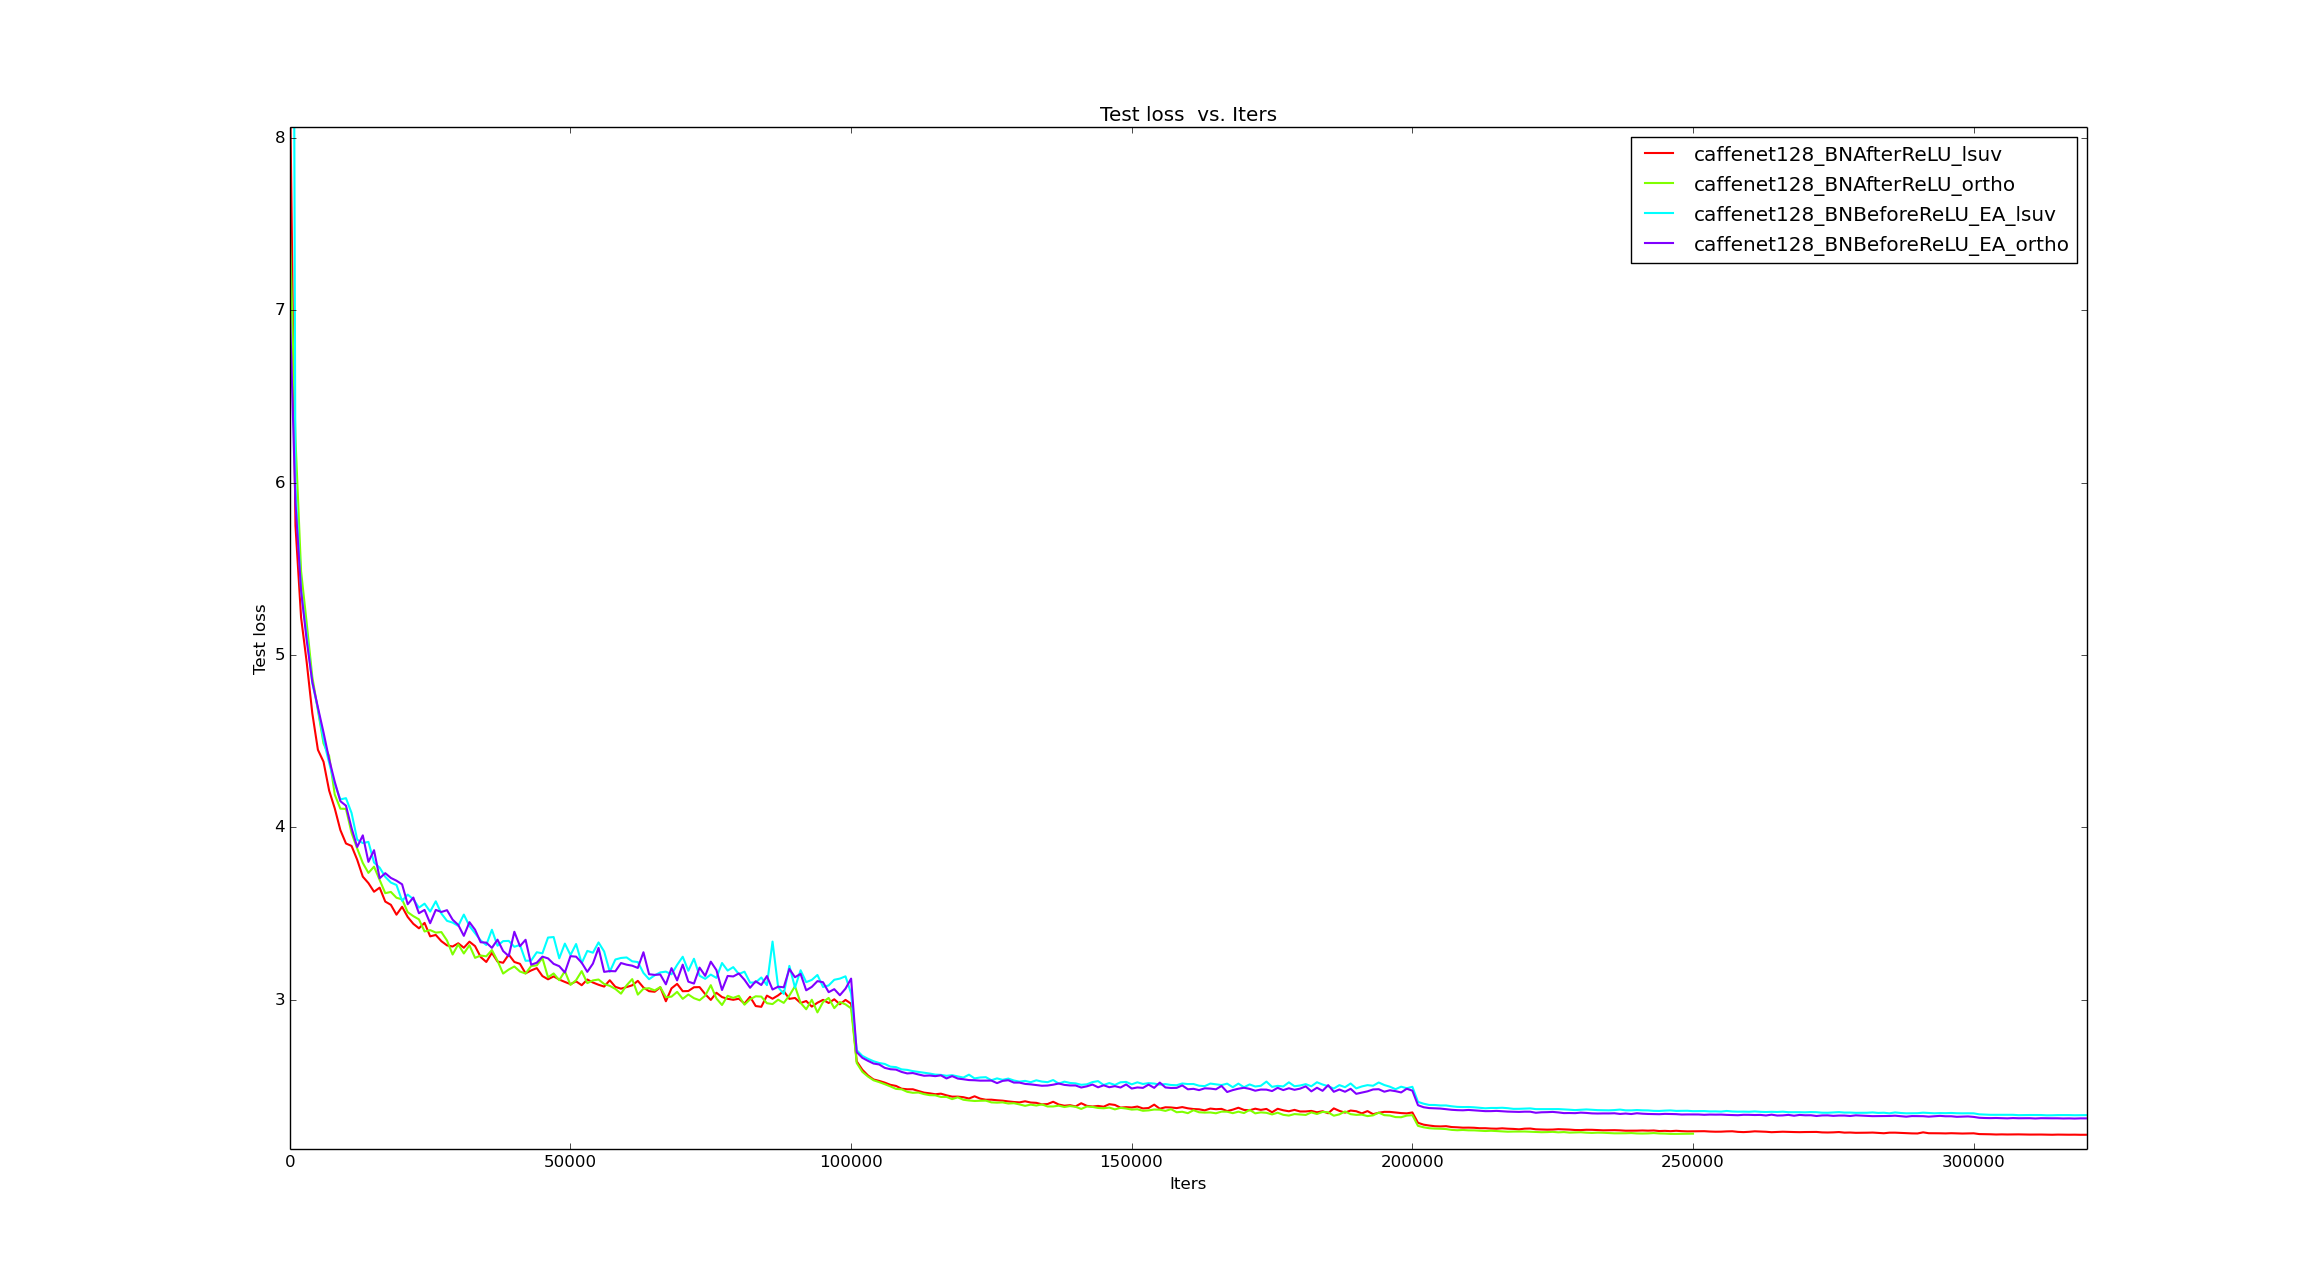 Test loss  vs. Iters
8
7
6
5
4
3
Test loss
caffenet128_BNAfterReLU_lsuv
caffenet128_BNAfterReLU_ortho
caffenet128_BNBeforeReLU_EA_lsuv
caffenet128_BNBeforeReLU_EA_ortho
0 50000 100000 150000 200000 250000 300000
Iters